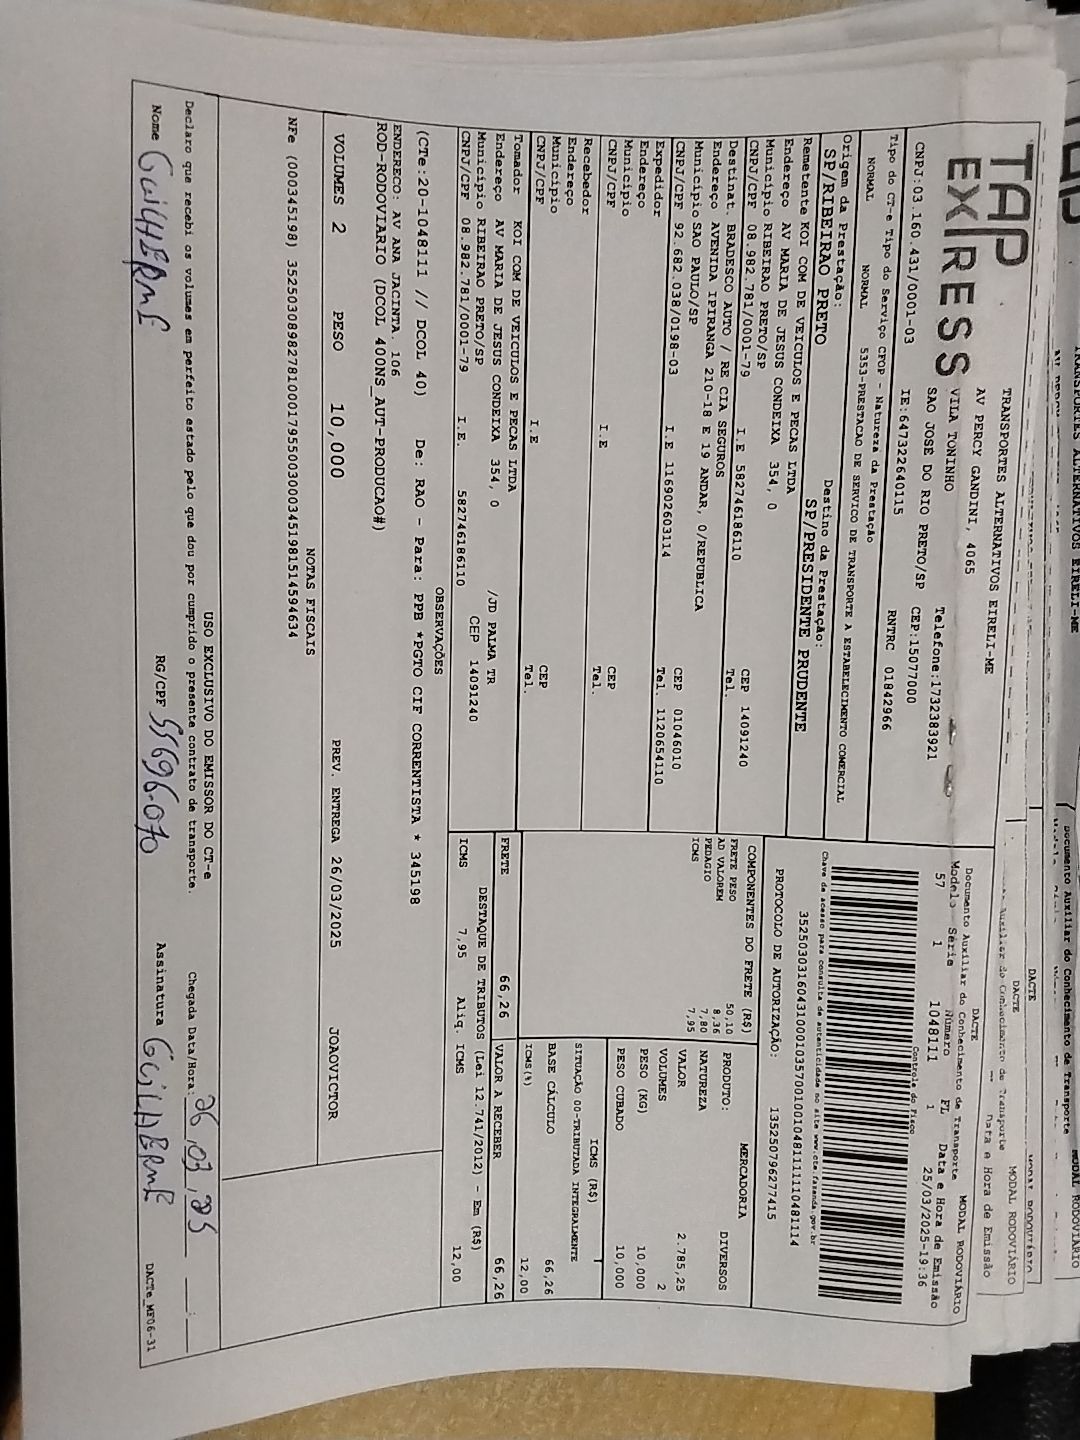 TAP
EXPRESS
TRANSPORTES ALTERNATIVOS EIRELI-ME
AV PERCY GANDINI, 4065
VILA TONINHO
SAO JOSE DO RIO PRETO/SP
Telefone:1732383921
CEP:15077000
CNPJ:03.160.431/0001-03 IE:647322640115 RNTRC 01842966
DACTE
Documento Auxiliar do Conhecimento de Transporte MODAL RODOVIÁRIO
Modelo Série Número FL Data e Hora de Emissão
57 1 1048111 1 25/03/2025-19:36
Controle do Fisco
Chave de acesso para consulta de autenticidade no site www.cte.fazenda.gov.br
PROTOCOLO DE AUTORIZAÇÃO: 135250796277415
Tipo do CT-e Tipo do Serviço CFOP - Natureza da Prestação
NORMAL NORMAL 5353-PRESTACAO DE SERVICO DE TRANSPORTE A ESTABELECIMENTO COMERCIAL
Origem da Prestação: Destino da Prestação:
SP/RIBEIRAO PRETO SP/PRESIDENTE PRUDENTE
Remetente KOI COM DE VEICULOS E PECAS LTDA
Endereço AV MARIA DE JESUS CONDEIXA 354, 0
Município RIBEIRAO PRETO/SP CEP 14091240
CNPJ/CPF 08.982.781/0001-79 I.E 582746186110 Tel.
Destinat. BRADESCO AUTO / RE CIA SEGUROS
Endereço AVENIDA IPIRANGA 210-18 E 19 ANDAR, 0/REPUBLICA
Município SAO PAULO/SP CEP 01046010
CNPJ/CPF 92.682.038/0198-03 I.E 116902603114 Tel. 1120654110
Expedidor
Endereço
Município CEP
CNPJ/CPF I.E Tel.
Recebedor
Endereço
Município CEP
CNPJ/CPF I.E Tel.
Tomador KOI COM DE VEICULOS E PECAS LTDA
Endereço AV MARIA DE JESUS CONDEIXA 354, 0 /JD PALMA TR
Município RIBEIRAO PRETO/SP CEP 14091240
CNPJ/CPF 08.982.781/0001-79 I.E. 582746186110
COMPONENTES DO FRETE (R$)
FRETE PESO 50,10
AD VALOREM 8,36
PEDAGIO 7,80
ICMS 7,95
MERCADORIA
PRODUTO: DIVERSOS
NATUREZA
VALOR 2.785,25
VOLUMES 2
PESO (KG) 10,000
PESO CUBADO 10,000
ICMS (R$)
SITUAÇÃO 00-TRIBUTADA INTEGRALMENTE
BASE CÁLCULO 66,26
ICMS(%) 12,00
FRETE 66,26 VALOR A RECEBER 66,26
DESTAQUE DE TRIBUTOS (Lei 12.741/2012) - Em (R$)
ICMS 7,95 Aliq. ICMS 12,00
OBSERVAÇÕES
(CTe:20-1048111 // DCOL 40) De: RAO - Para: PPB *PGTO CIF CORRENTISTA * 345198
ENDERECO: AV ANA JACINTA. 106
ROD-RODOVIARIO (DCOL 400NS_AUT-PRODUCAO#)
VOLUMES 2 PESO 10,000 PREV. ENTREGA 26/03/2025 JOAOVICTOR
NOTAS FISCAIS
USO EXCLUSIVO DO EMISSOR DO CT-e
Declaro que recebi os volumes em perfeito estado pelo que dou por cumprido o presente contrato de transporte. Chegada Data/Hora: 26/03/25
Nome GUILHERME RG/CPF 55696.070 Assinatura GUILHERME
DACTe_MF06-31